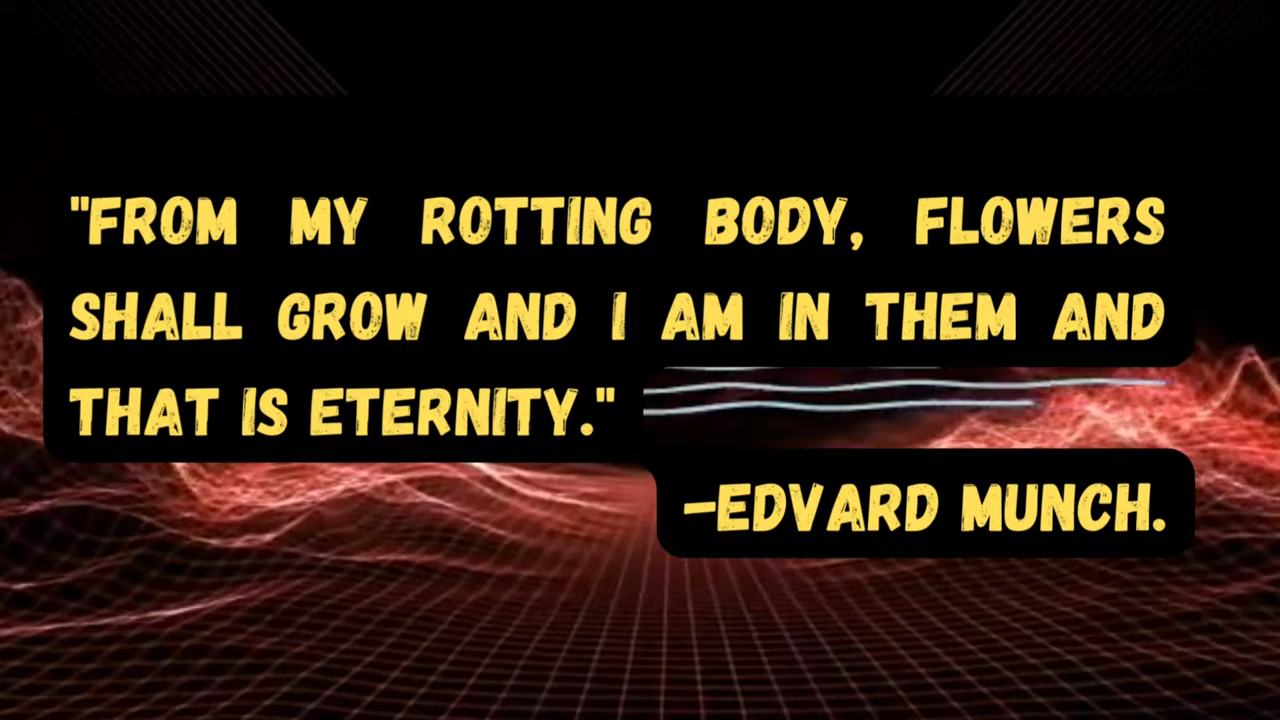 "FROM MY ROTTING BODY, FLOWERS
SHALL GROW AND I AM IN THEM AND
THAT IS ETERNITY."
-EDVARD MUNCH.